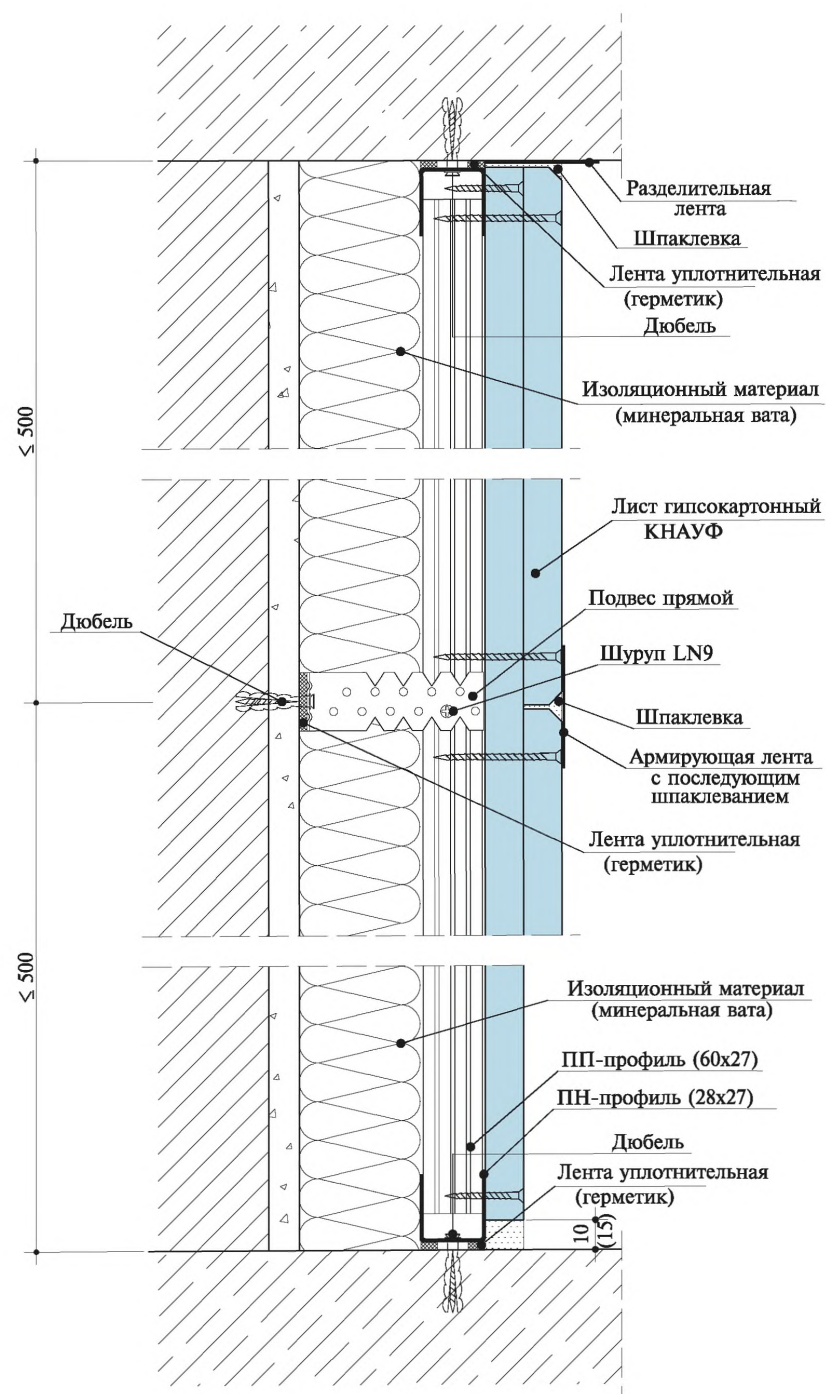 Разделительная
лента
Шпаклевка
Лента уплотнительная
(герметик)
Дюбель
Изоляционный материал
(минеральная вата)
≤ 500
Лист гипсокартонный
КНАУФ
Подвес прямой
Дюбель
Шуруп LN9
Шпаклевка
Армирующая лента
с последующим
шпаклеванием
Лента уплотнительная
(герметик)
≤ 500
Изоляционный материал
(минеральная вата)
ПП-профиль (60х27)
ПН-профиль (28х27)
Дюбель
Лента уплотнительная
(герметик)
10
(15)